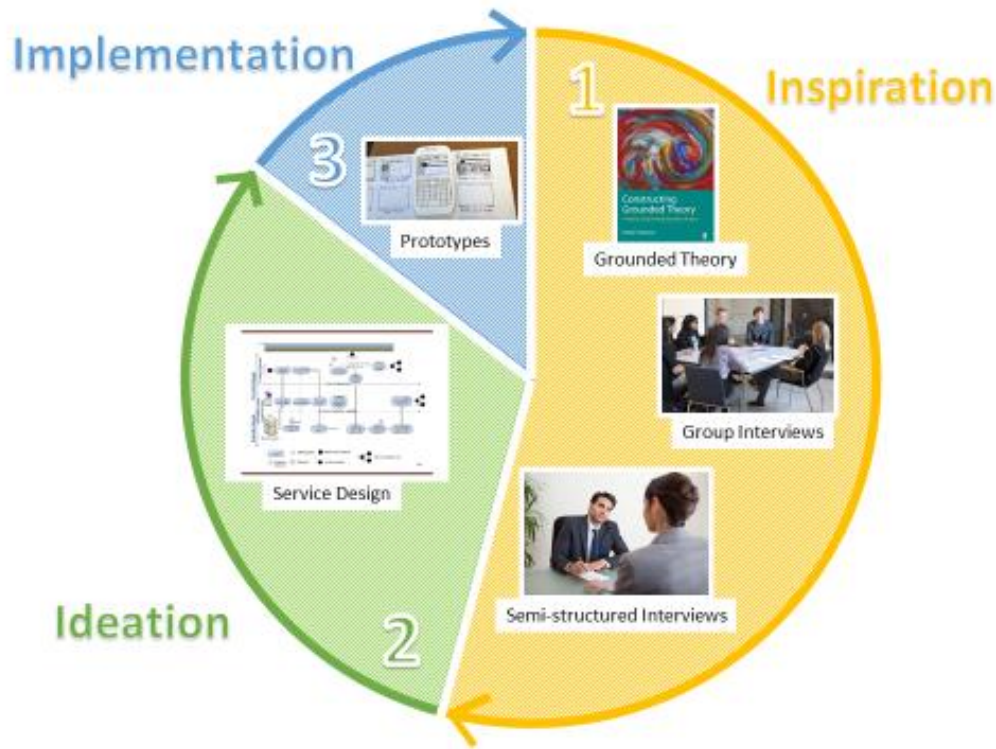 Implementation
1
Inspiration
3
Constructing
Grounded Theory
Prototypes
Grounded Theory
Group Interviews
Service Design
Semi-structured Interviews
Ideation
2